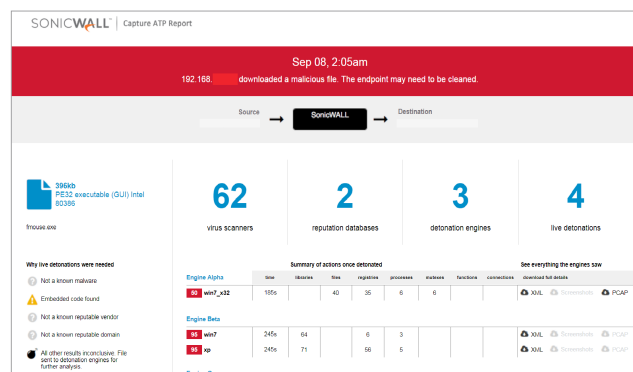 SONICWALL | Capture ATP Report
Sep 08, 2:05am
192.168. downloaded a malicious file. The endpoint may need to be cleaned.
Source
SonicWALL
Destination
396kb
PE32 executable (GUI) Intel
80386
fmouse.exe
62
virus scanners
2
reputation databases
3
detonation engines
4
live detonations
Why live detonations were needed
Not a known malware
Embedded code found
Not a known reputable vendor
Not a known reputable domain
All other results inconclusive. File
sent to detonation engines for
further analysis.
Summary of actions once detonated
See everything the engines saw
Engine Alpha time libraries files registries processes mutexes functions connections download full details
50 win7_x32 185s 40 35 6 6 XML Screenshots PCAP
Engine Beta
95 win7 245s 64 6 3 XML Screenshots PCAP
95 xp 245s 71 56 5 XML Screenshots PCAP